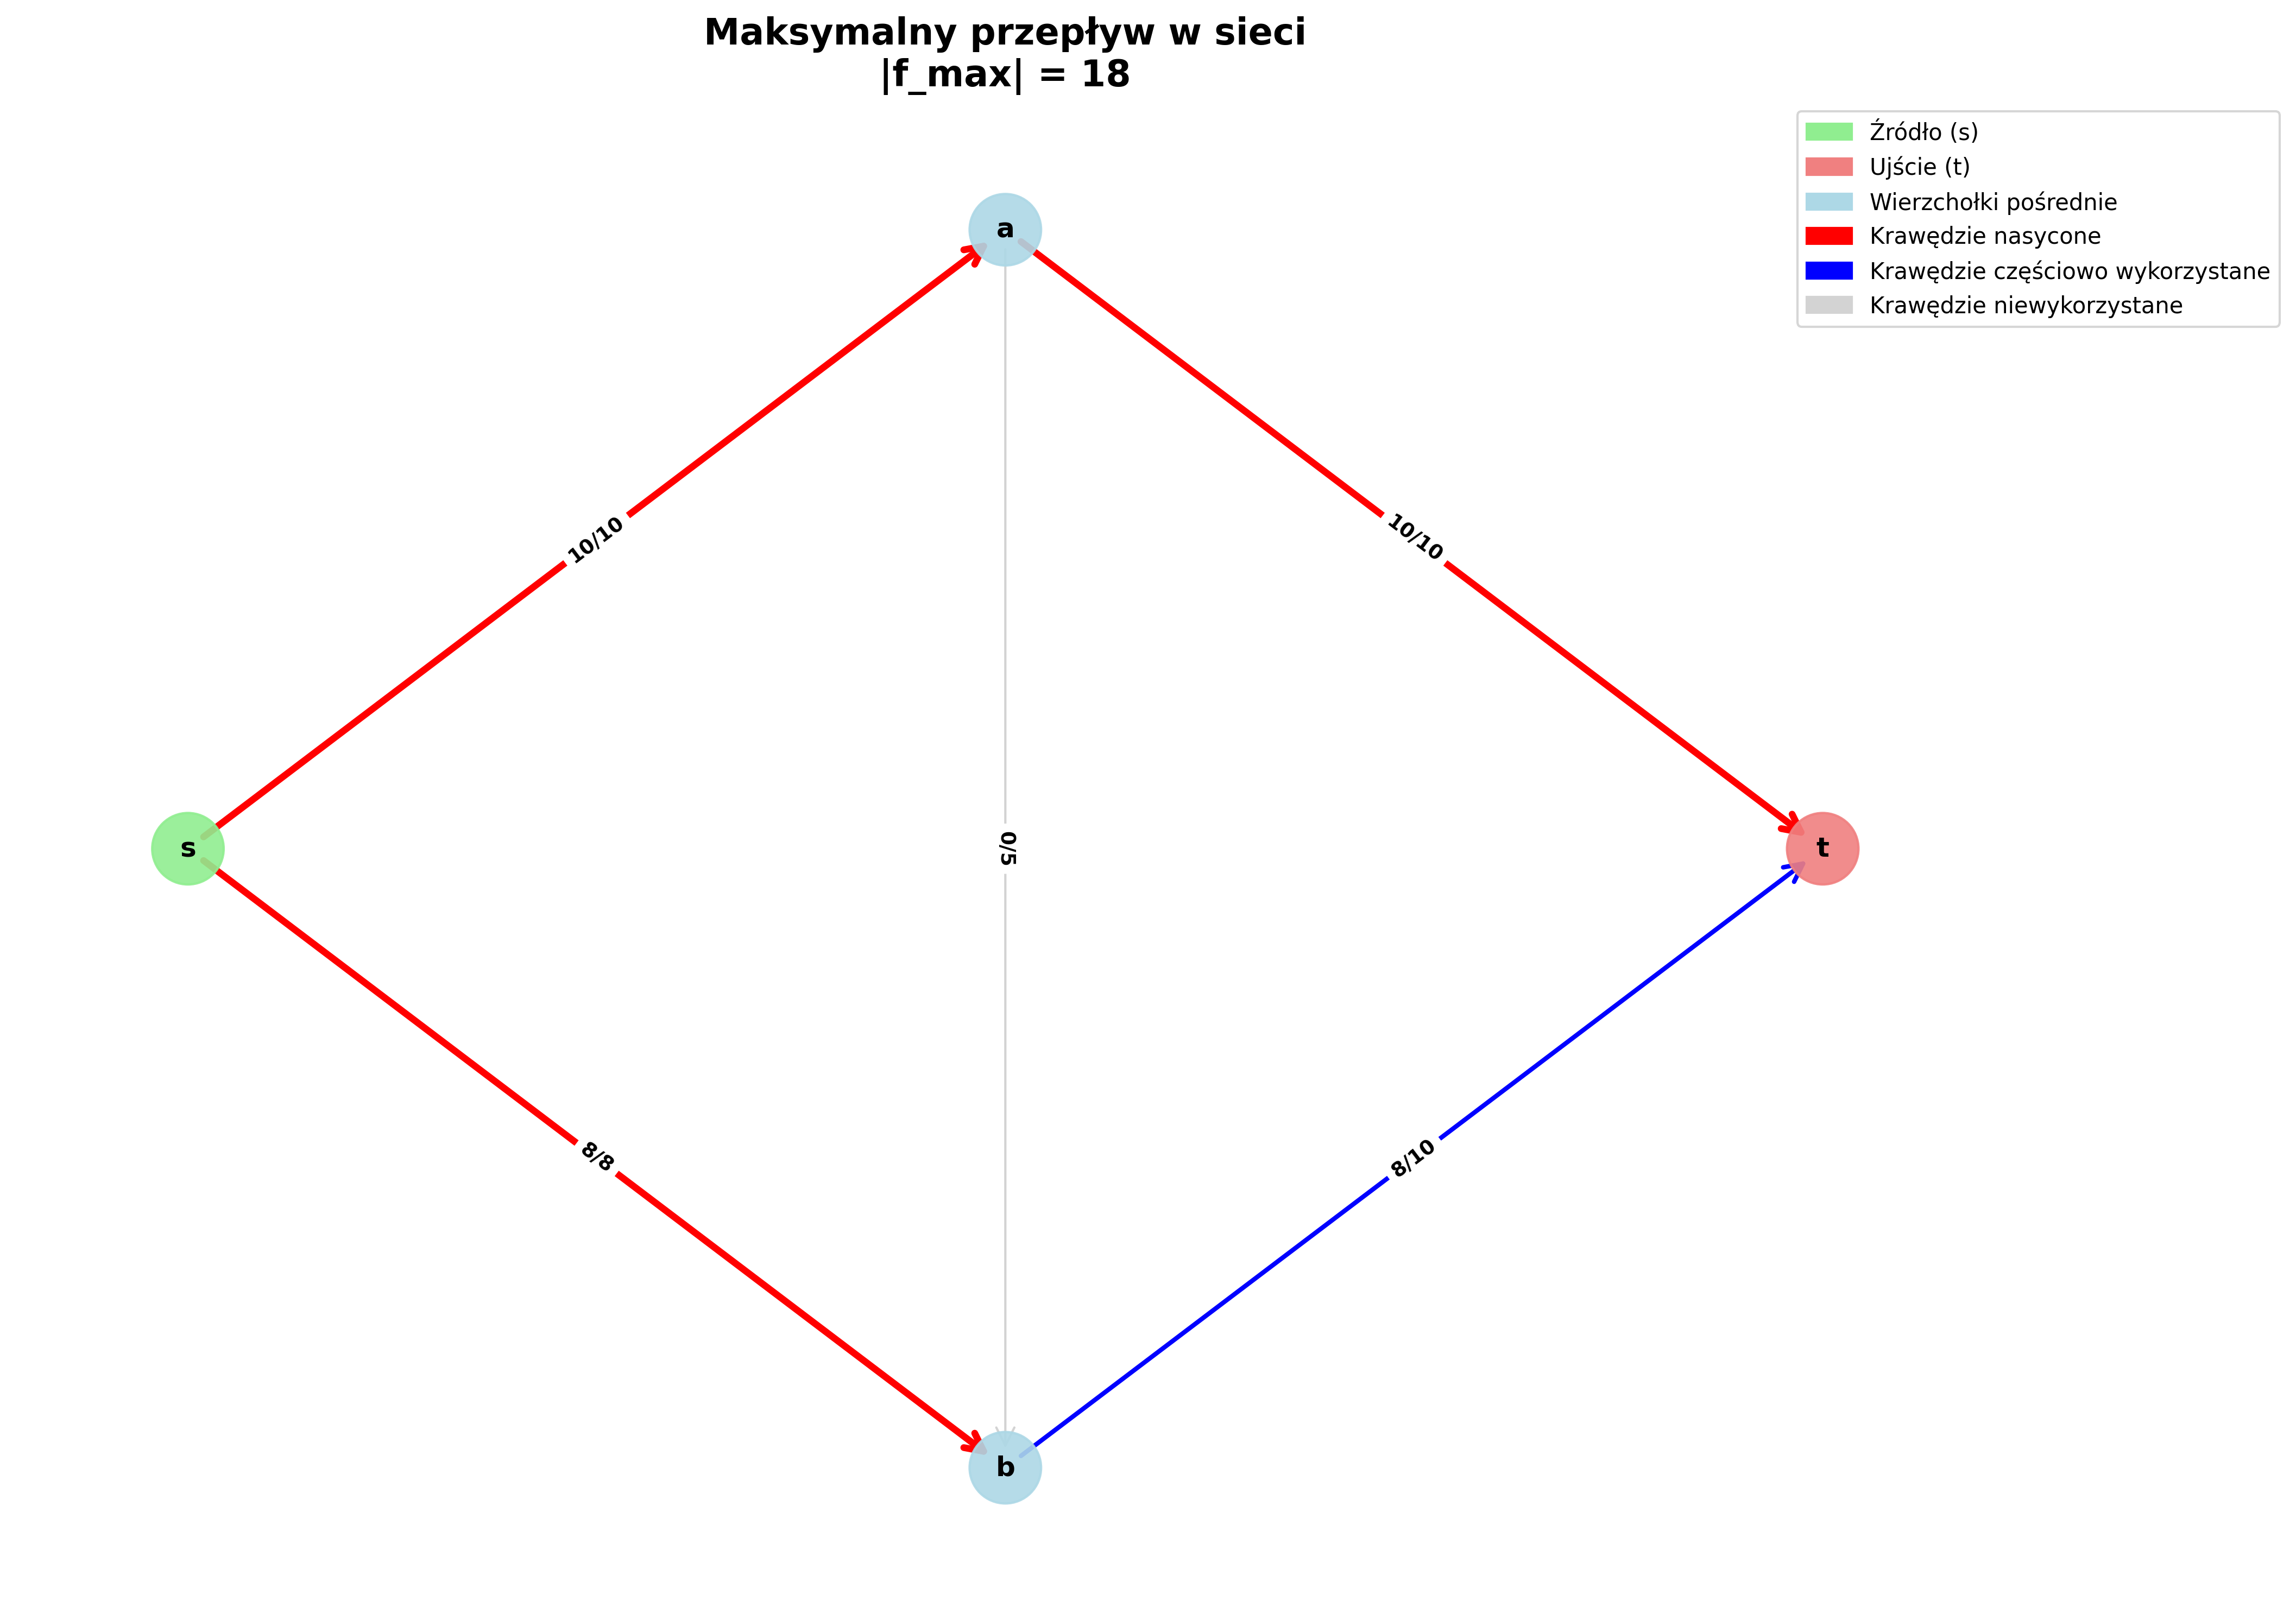 Maksymalny przepływ w sieci
|f_max| = 18
Źródło (s)
Ujście (t)
Wierzchołki pośrednie
Krawędzie nasycone
Krawędzie częściowo wykorzystane
Krawędzie niewykorzystane
a
10/10
10/10
0/5
s
t
8/8
8/10
b